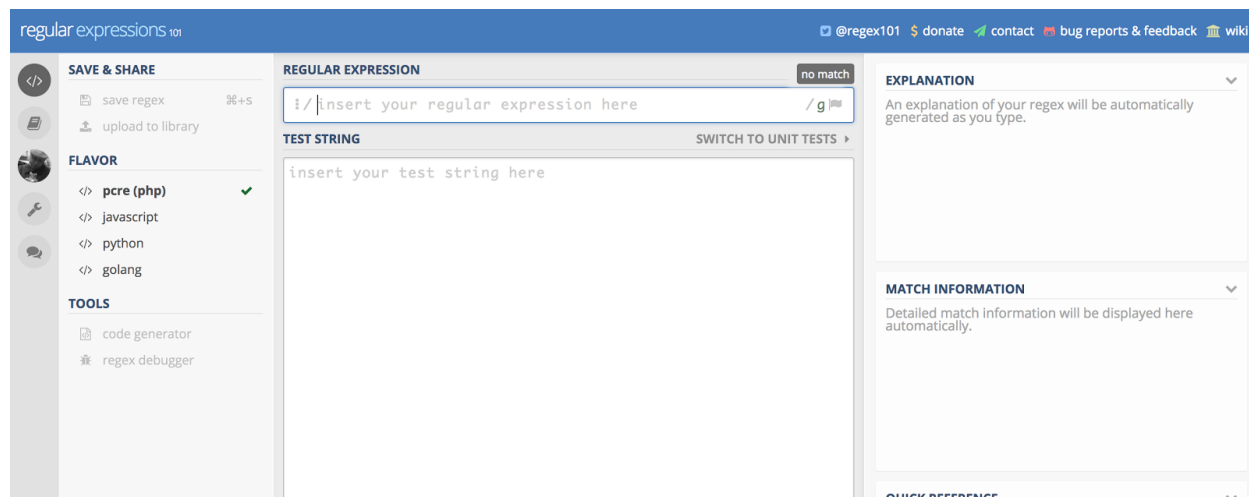 regular expressions 101
@regex101 $ donate contact bug reports & feedback wiki
SAVE & SHARE
save regex ⌘+S
upload to library
FLAVOR
</> pcre (php)
</> javascript
</> python
</> golang
TOOLS
code generator
regex debugger
REGULAR EXPRESSION
no match
/ insert your regular expression here / g
TEST STRING
SWITCH TO UNIT TESTS
insert your test string here
EXPLANATION
An explanation of your regex will be automatically
generated as you type.
MATCH INFORMATION
Detailed match information will be displayed here
automatically.
QUICK REFERENCE